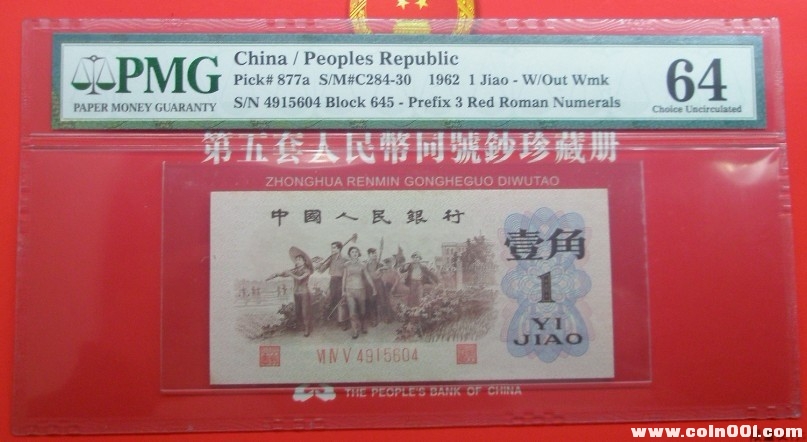 PMG
PAPER MONEY GUARANTY
China / Peoples Republic
Pick# 877a S/M#C284-30 1962 1 Jiao - W/Out Wmk
S/N 4915604 Block 645 - Prefix 3 Red Roman Numerals
64
Choice Uncirculated
第五套人民幣同號鈔珍藏册
ZHONGHUA RENMIN GONGHEGUO DIWUTAO
中國人民銀行
壹角
1
YI
JIAO
VI IV V 4915604
THE PEOPLE'S BANK OF CHINA
www.coin001.com